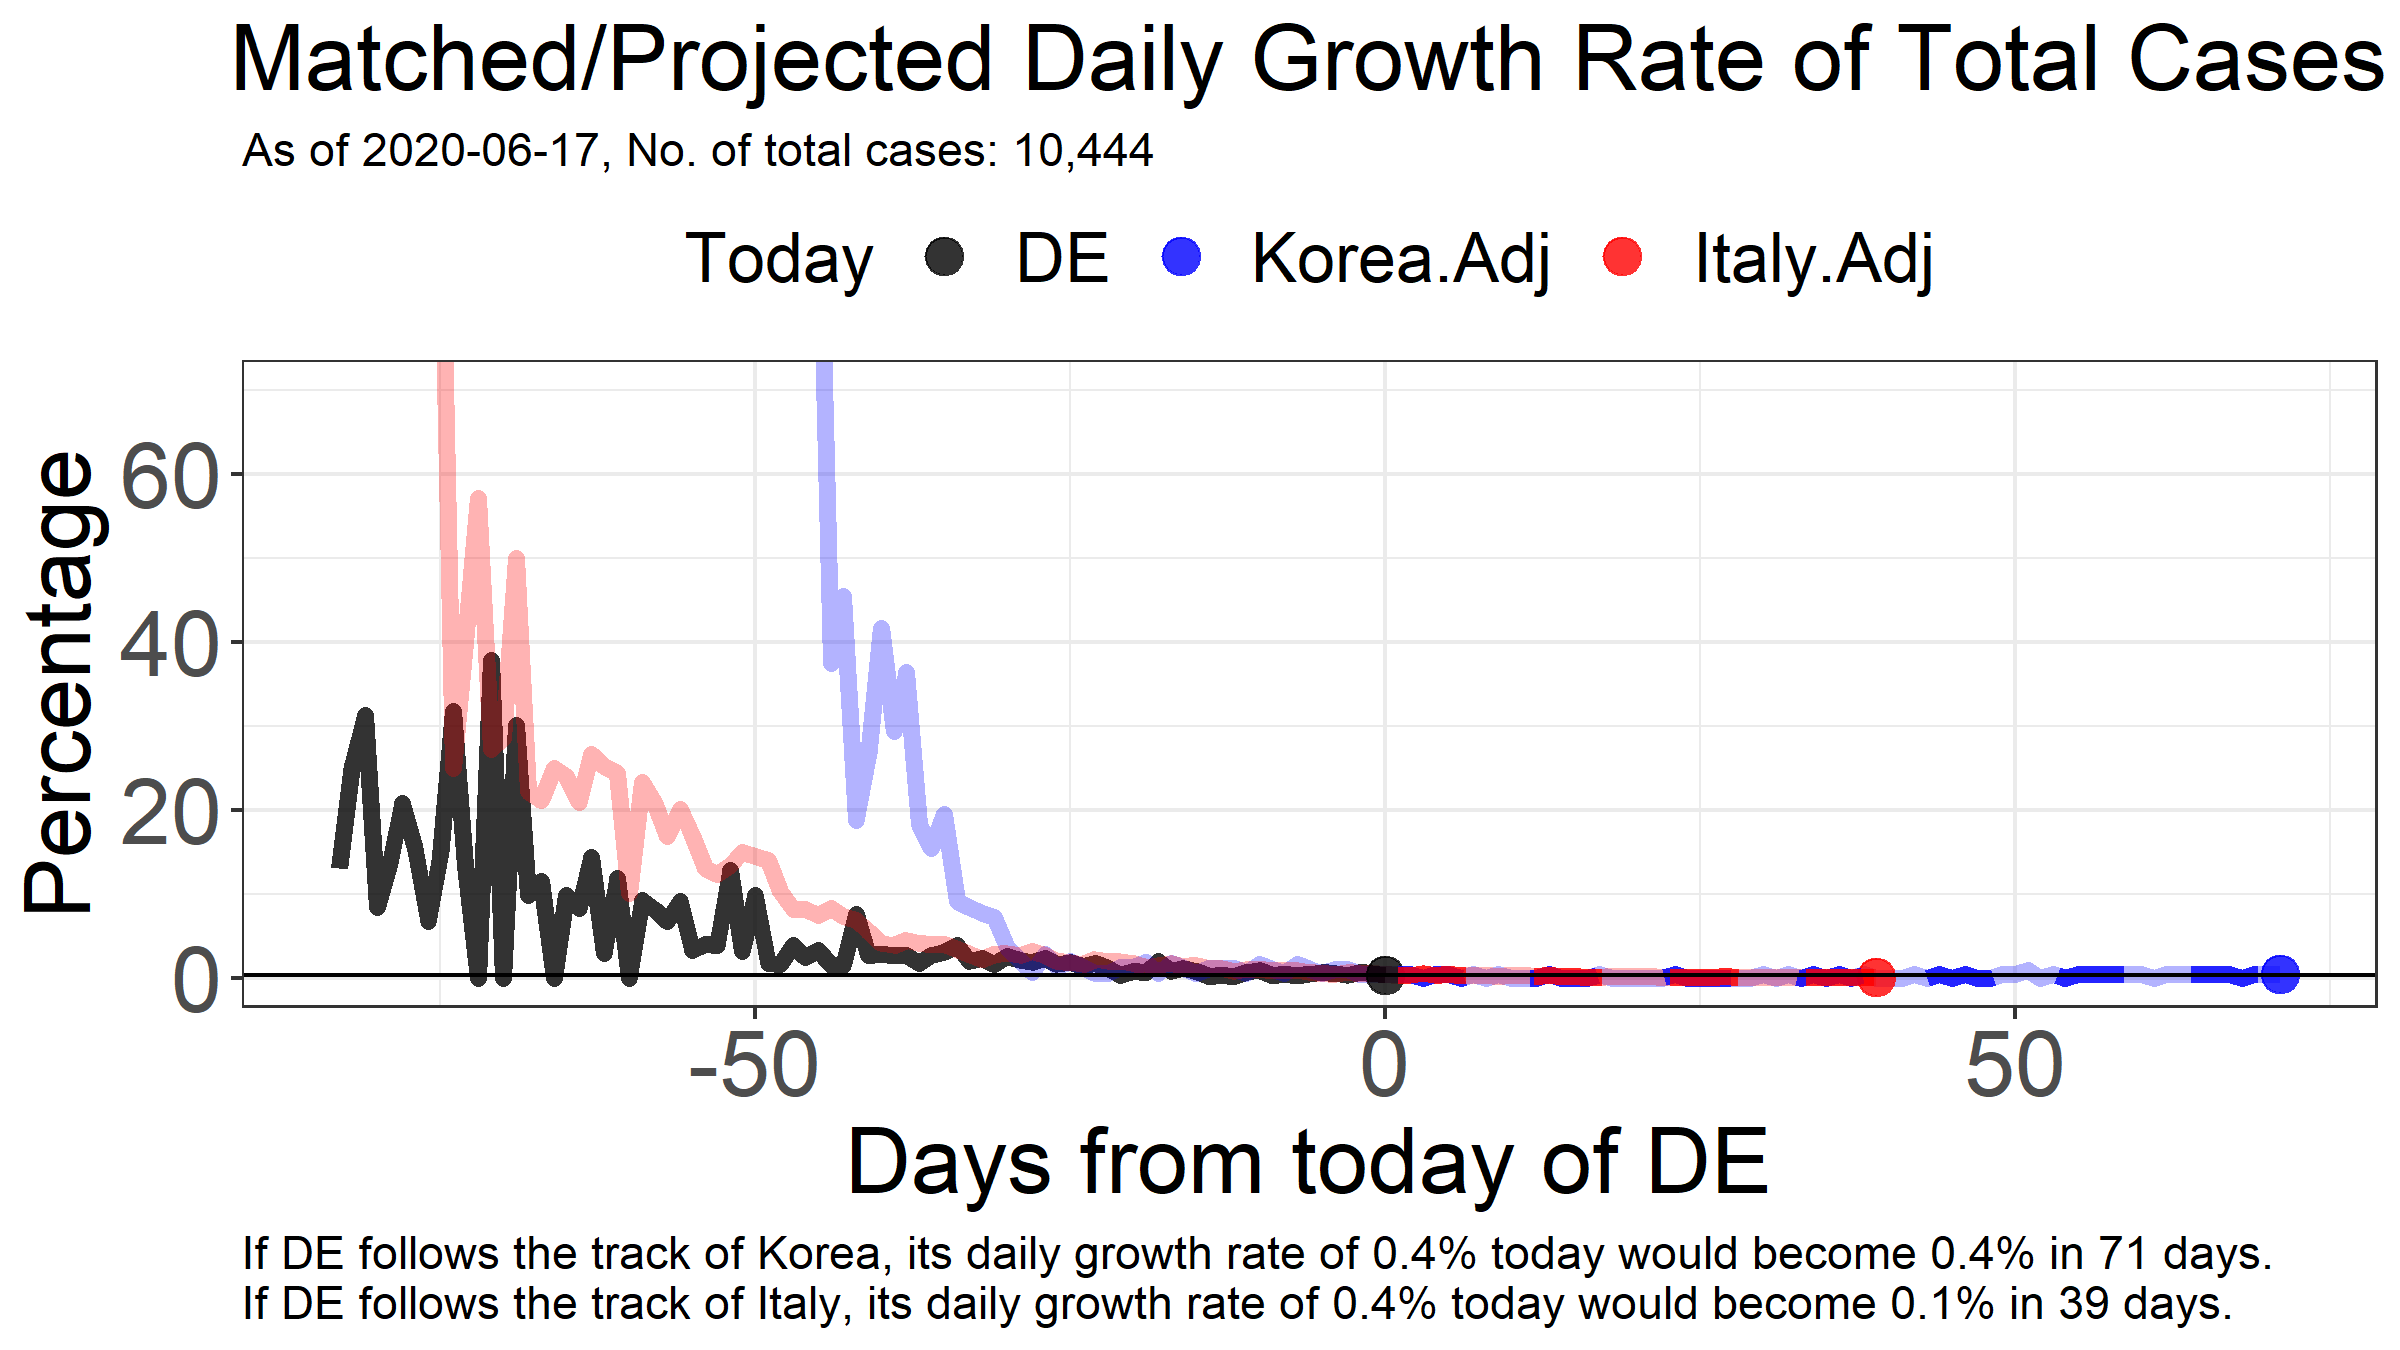 Matched/Projected Daily Growth Rate of Total Cases
As of 2020-06-17, No. of total cases: 10,444
Today DE Korea.Adj Italy.Adj
Percentage
60
40
20
0
-50 0 50
Days from today of DE
If DE follows the track of Korea, its daily growth rate of 0.4% today would become 0.4% in 71 days.
If DE follows the track of Italy, its daily growth rate of 0.4% today would become 0.1% in 39 days.